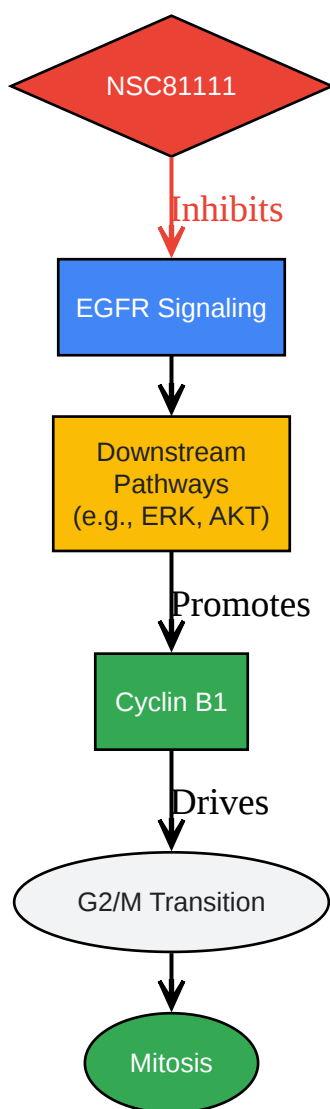 NSC81111
Inhibits
EGFR Signaling
Downstream
Pathways
(e.g., ERK, AKT)
Promotes
Cyclin B1
Drives
G2/M Transition
Mitosis